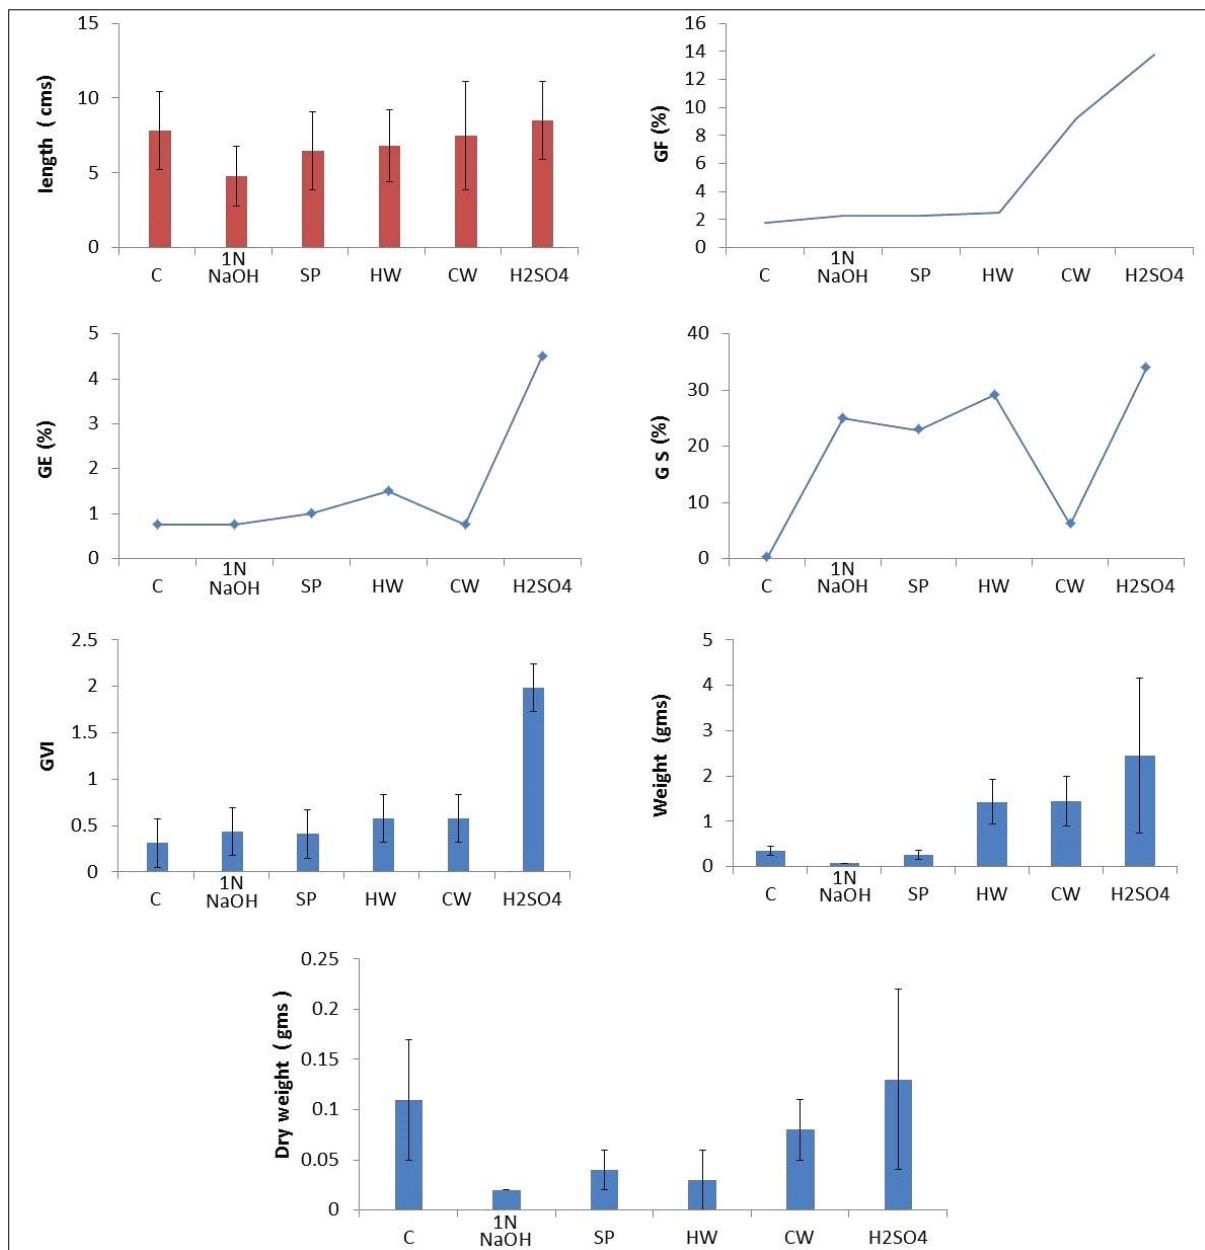 length ( cms)
15
10
5
0
C
1N
NaOH
SP
HW
CW
H2SO4
GF (%)
16
14
12
10
8
6
4
2
0
C
1N
NaOH
SP
HW
CW
H2SO4
GE (%)
5
4
3
2
1
0
C
1N
NaOH
SP
HW
CW
H2SO4
G S (%)
40
30
20
10
0
C
1N
NaOH
SP
HW
CW
H2SO4
GVI
2.5
2
1.5
1
0.5
0
C
1N
NaOH
SP
HW
CW
H2SO4
Weight (gms)
5
4
3
2
1
0
C
1N
NaOH
SP
HW
CW
H2SO4
Dry weight ( gms )
0.25
0.2
0.15
0.1
0.05
0
C
1N
NaOH
SP
HW
CW
H2SO4